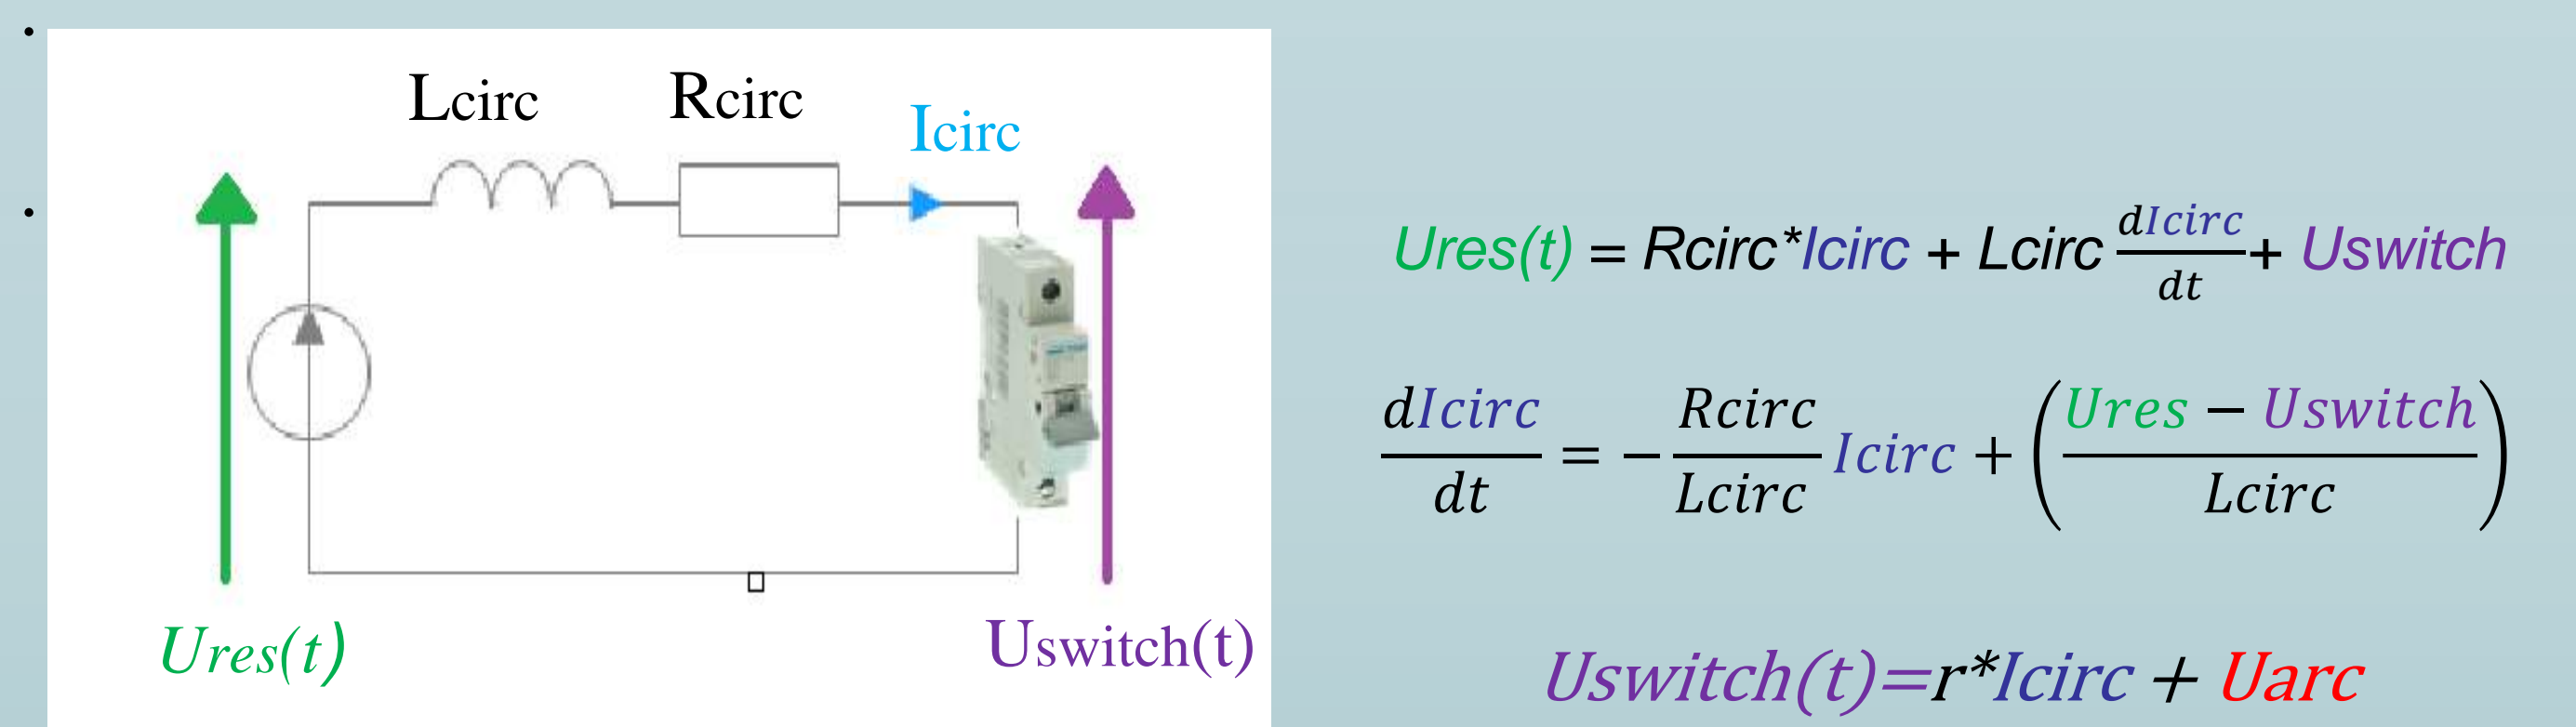 Lcirc Rcirc
Icirc
Ures(t)
Uswitch(t)
Ures(t) = Rcirc*Icirc + Lcirc dIcirc/dt + Uswitch
dIcirc/dt = − Rcirc/Lcirc Icirc + (Ures − Uswitch/Lcirc)
Uswitch(t)=r*Icirc + Uarc